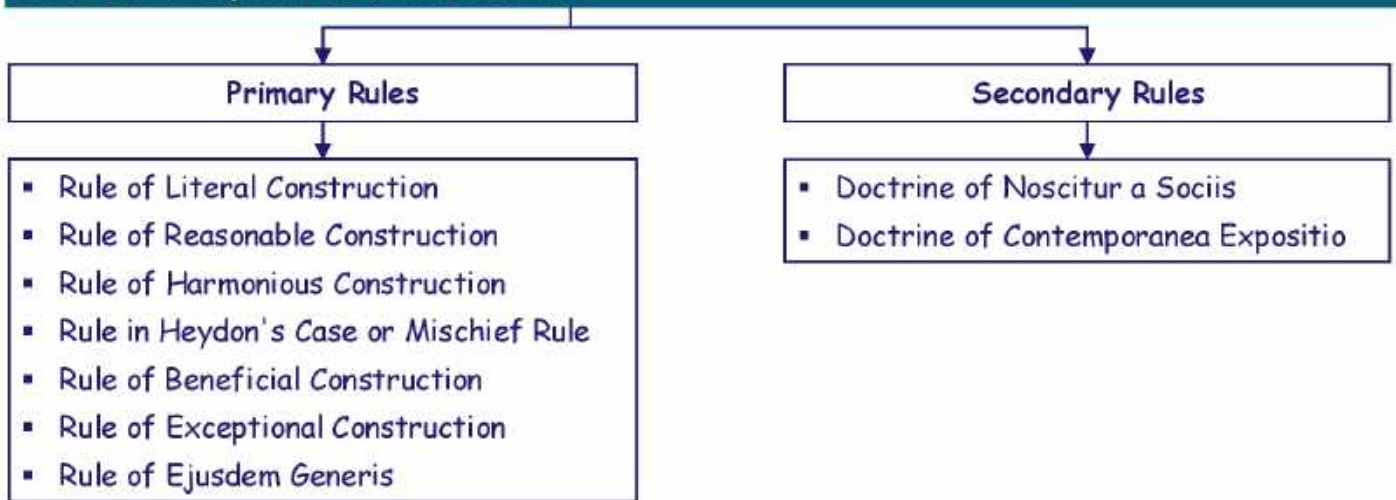 Primary Rules
Secondary Rules
▪ Rule of Literal Construction
▪ Rule of Reasonable Construction
▪ Rule of Harmonious Construction
▪ Rule in Heydon's Case or Mischief Rule
▪ Rule of Beneficial Construction
▪ Rule of Exceptional Construction
▪ Rule of Ejusdem Generis
▪ Doctrine of Noscitur a Sociis
▪ Doctrine of Contemporanea Expositio